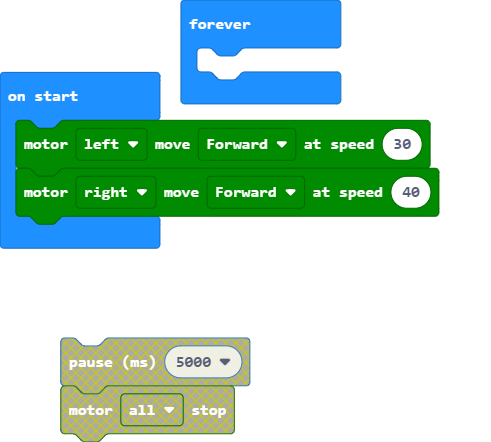 forever
on start
motor left move Forward at speed 30
motor right move Forward at speed 40
pause (ms) 5000
motor all stop